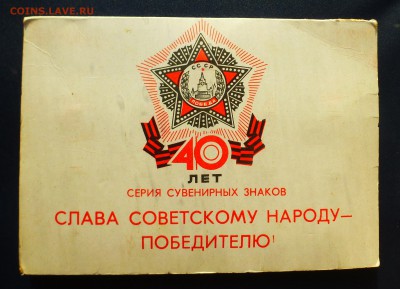 COINS.LAVE.RU
СССР
ПОБЕДА
40
ЛЕТ
СЕРИЯ СУВЕНИРНЫХ ЗНАКОВ
СЛАВА СОВЕТСКОМУ НАРОДУ—
ПОБЕДИТЕЛЮ!